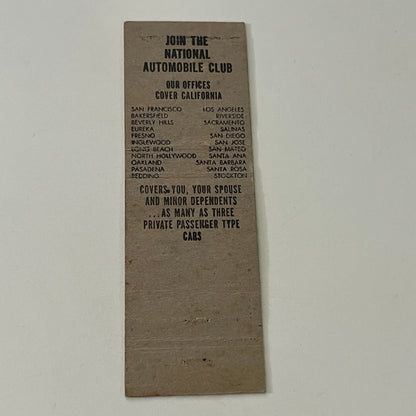 JOIN THE
NATIONAL
AUTOMOBILE CLUB
OUR OFFICES
COVER CALIFORNIA
SAN FRANCISCO LOS ANGELES
BAKERSFIELD RIVERSIDE
BEVERLY HILLS SACRAMENTO
EUREKA SALINAS
FRESNO SAN DIEGO
INGLEWOOD SAN JOSE
LONG BEACH SAN MATEO
NORTH HOLLYWOOD SANTA ANA
OAKLAND SANTA BARBARA
PASADENA SANTA ROSA
REDDING STOCKTON
COVERS YOU, YOUR SPOUSE
AND MINOR DEPENDENTS
...AS MANY AS THREE
PRIVATE PASSENGER TYPE
CARS